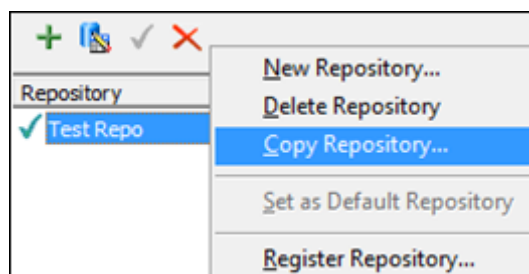 New Repository...
Delete Repository
Repository
Test Repo
Copy Repository...
Set as Default Repository
Register Repository...